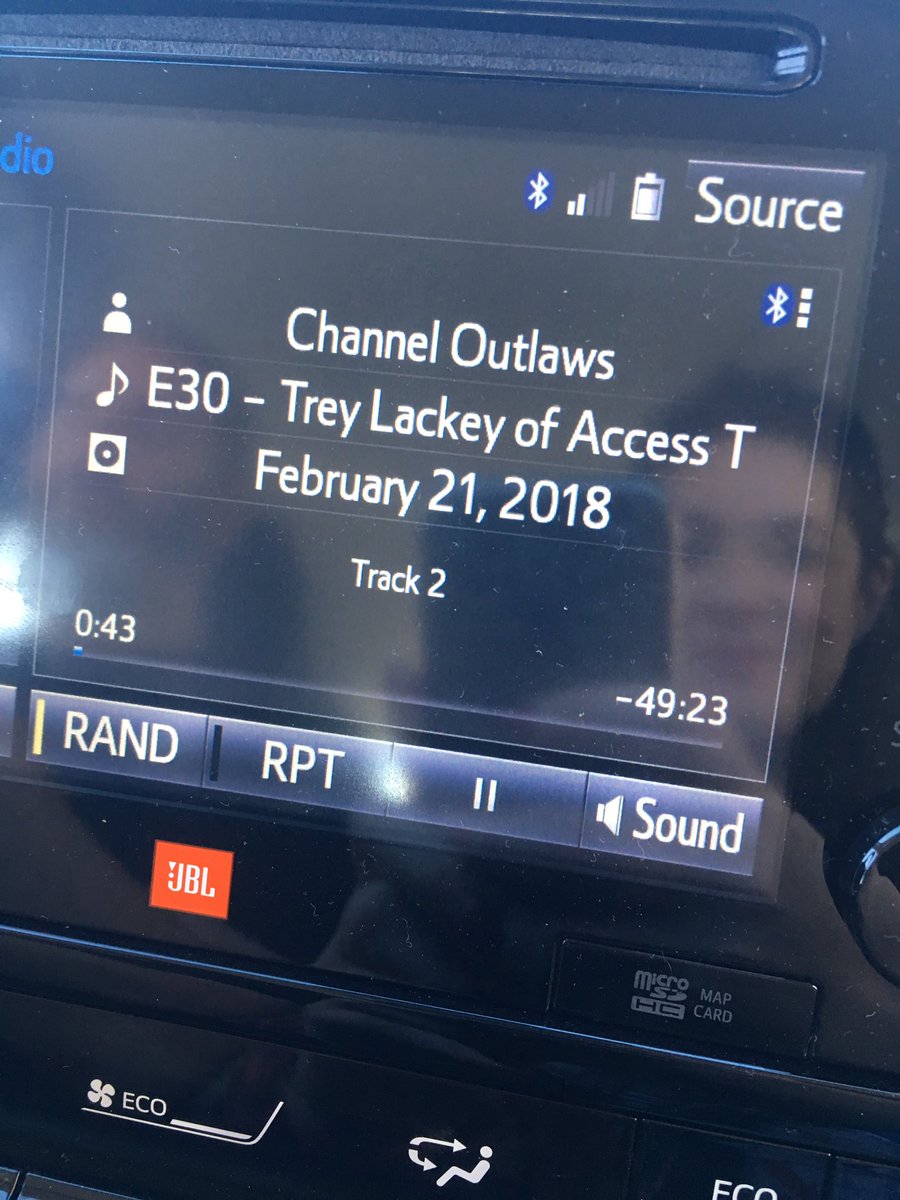 dio
Source
Channel Outlaws
E30 - Trey Lackey of Access T
February 21, 2018
Track 2
0:43
-49:23
RAND
RPT
Sound
JBL
micro
SD
HC
MAP
CARD
ECO
ECO